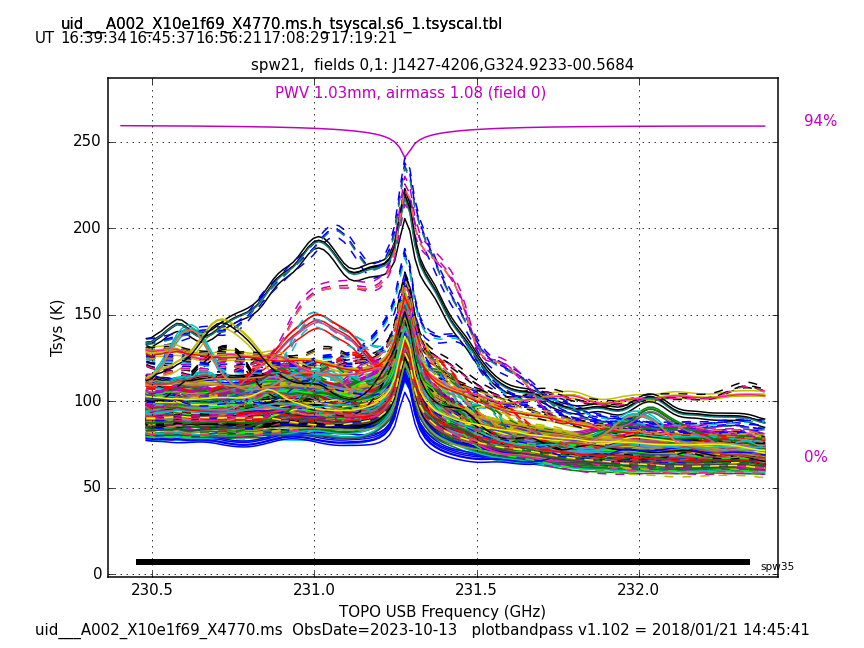 uid___A002_X10e1f69_X4770.ms.h_tsyscal.s6_1.tsyscal.tbl
UT 16:39:34 16:45:37 16:56:21 17:08:29 17:19:21
spw21, fields 0,1: J1427-4206,G324.9233-00.5684
PWV 1.03mm, airmass 1.08 (field 0)
94%
250
200
150
100
50
0
Tsys (K)
0%
spw35
230.5 231.0 231.5 232.0
TOPO USB Frequency (GHz)
uid___A002_X10e1f69_X4770.ms ObsDate=2023-10-13 plotbandpass v1.102 = 2018/01/21 14:45:41